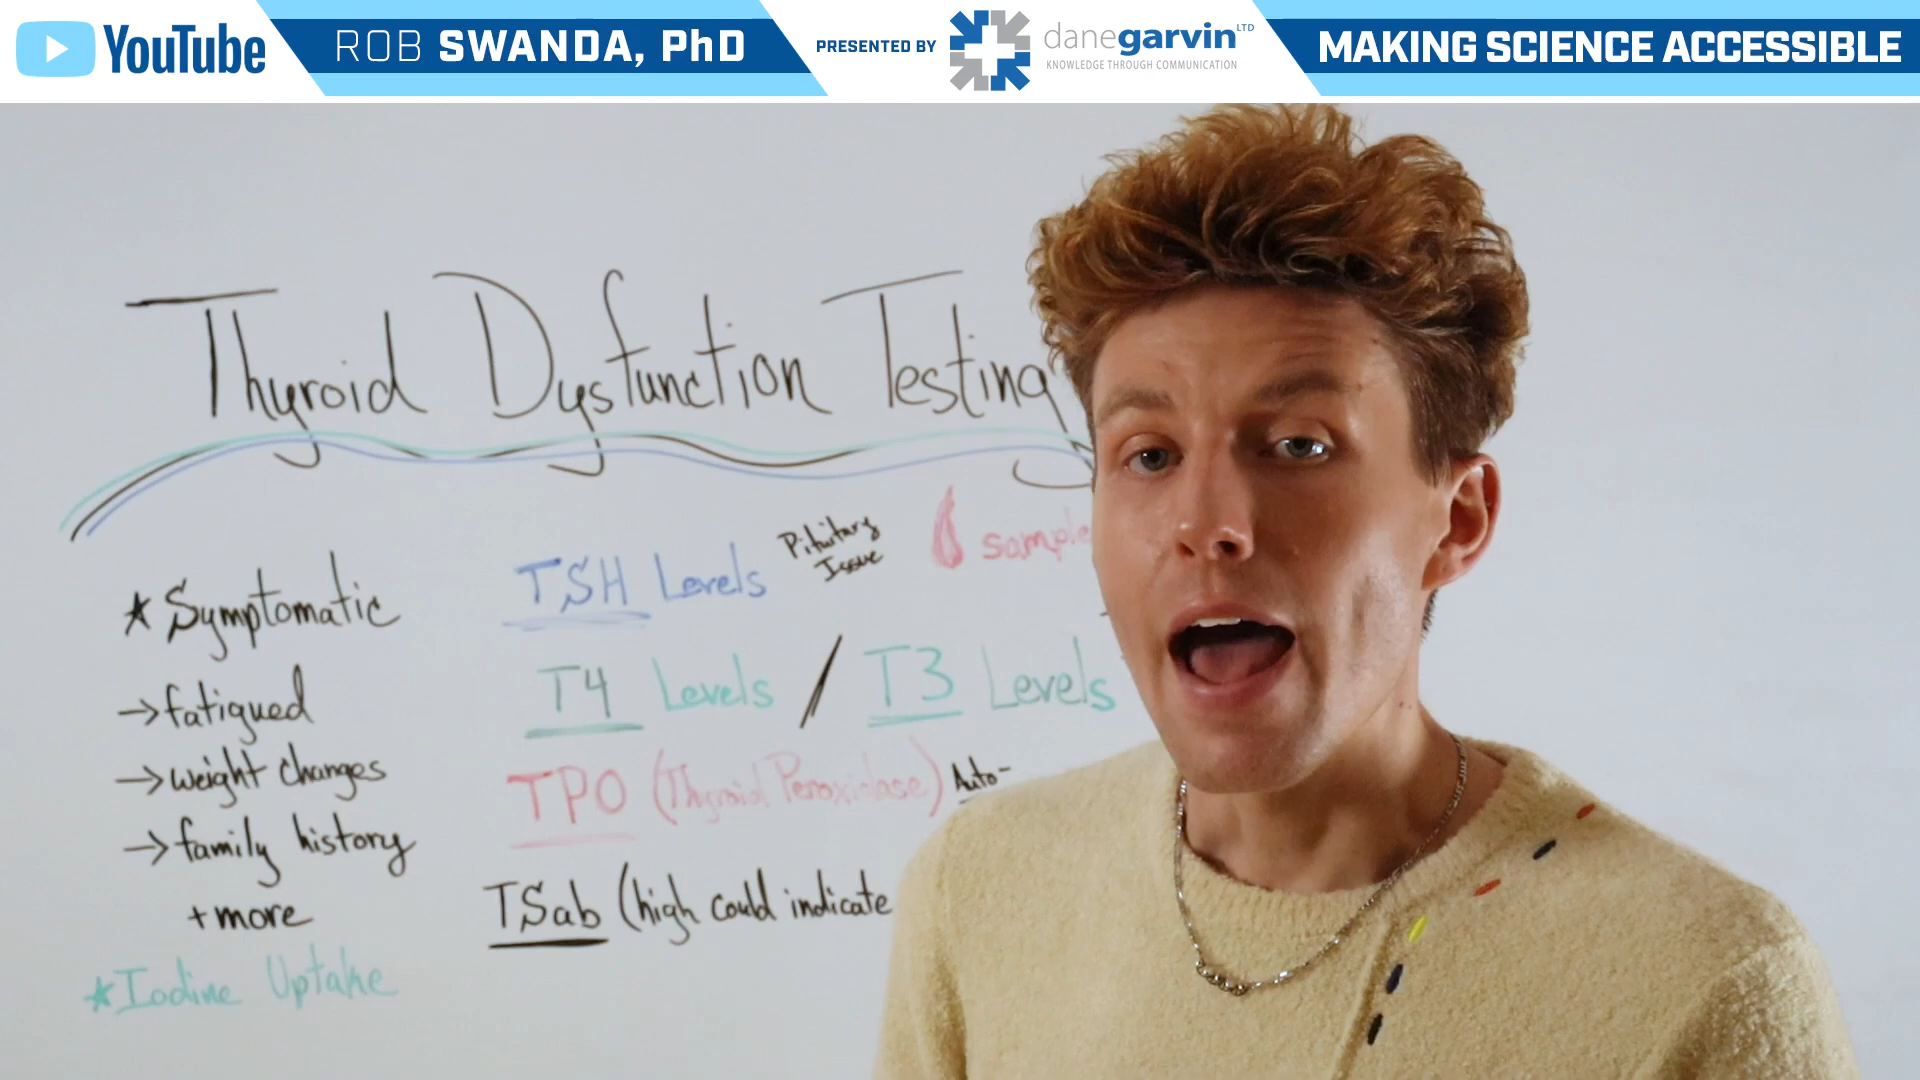 YouTube
ROB SWANDA, PhD
PRESENTED BY
danegarvin LTD
KNOWLEDGE THROUGH COMMUNICATION
MAKING SCIENCE ACCESSIBLE
Thyroid Dysfunction Testing
★ Symptomatic
→ fatigued
→ weight changes
→ family history
+ more
★ Iodine Uptake
TSH Levels
Pituitary
Issue
sample
T4 Levels / T3 Levels
TPO (Thyroid Peroxidase) Auto-
TSab (high could indicate